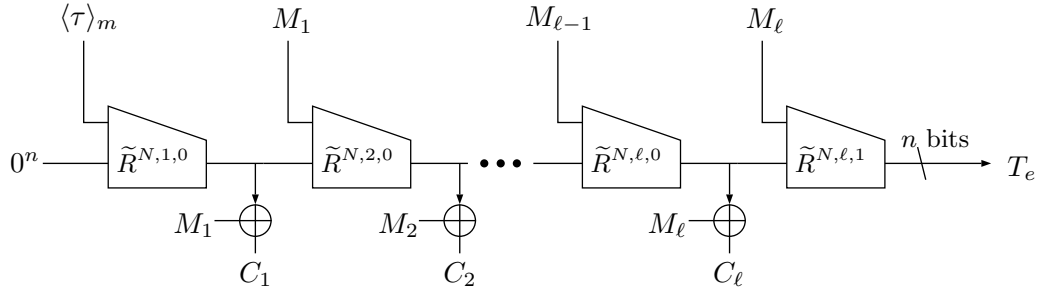 ⟨τ⟩_m M_1 M_{ℓ−1} M_ℓ
0^n R̃^{N,1,0} R̃^{N,2,0} ••• R̃^{N,ℓ,0} R̃^{N,ℓ,1} n bits T_e
M_1 M_2 M_ℓ
C_1 C_2 C_ℓ